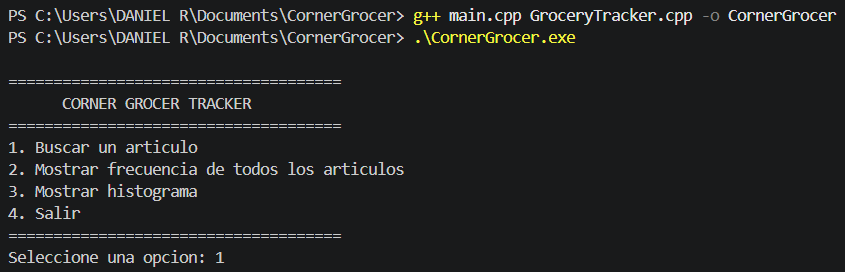 PS C:\Users\DANIEL R\Documents\CornerGrocer> g++ main.cpp GroceryTracker.cpp -o CornerGrocer
PS C:\Users\DANIEL R\Documents\CornerGrocer> .\CornerGrocer.exe
=====================================
CORNER GROCER TRACKER
=====================================
1. Buscar un articulo
2. Mostrar frecuencia de todos los articulos
3. Mostrar histograma
4. Salir
=====================================
Seleccione una opcion: 1